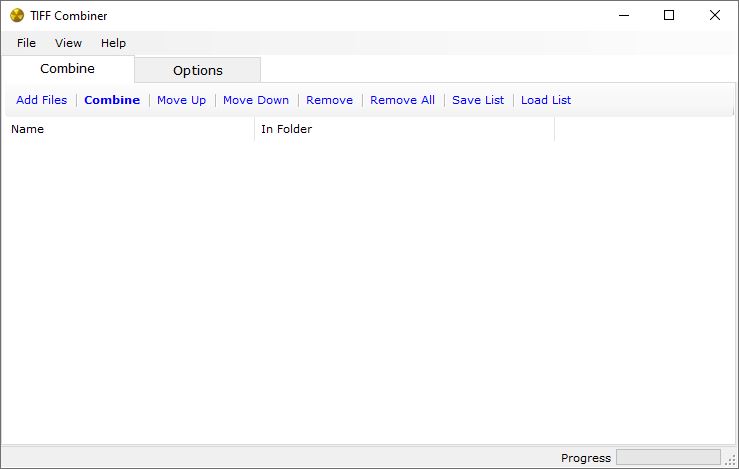 TIFF Combiner
File View Help
Combine Options
Add Files Combine Move Up Move Down Remove Remove All Save List Load List
Name In Folder
Progress